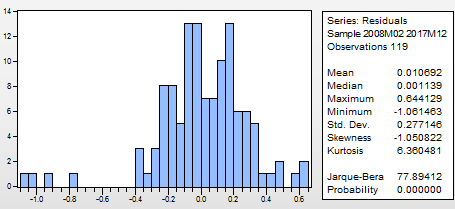 14
12
10
8
6
4
2
0
-1.0 -0.8 -0.6 -0.4 -0.2 0.0 0.2 0.4 0.6
Series: Residuals
Sample 2008M02 2017M12
Observations 119
Mean 0.010692
Median 0.001139
Maximum 0.644129
Minimum -1.061463
Std. Dev. 0.277146
Skewness -1.050822
Kurtosis 6.360481
Jarque-Bera 77.89412
Probability 0.000000